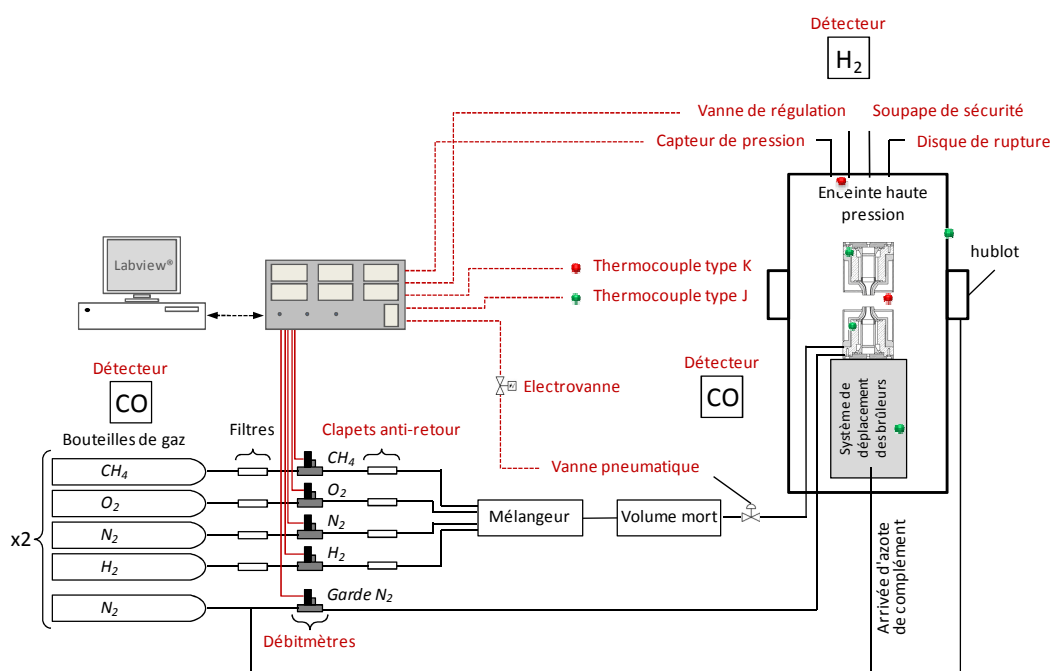 Détecteur
H2
Vanne de régulation
Soupape de sécurité
Capteur de pression
Disque de rupture
Enceinte haute
pression
hublot
Labview®
Thermocouple type K
Thermocouple type J
Détecteur
CO
Electrovanne
Détecteur
CO
Système de
déplacement
des brûleurs
Bouteilles de gaz
Filtres
Clapets anti-retour
CH4
CH4
O2
O2
N2
N2
H2
H2
N2
Garde N2
x2
Débitmètres
Vanne pneumatique
Mélangeur
Volume mort
Arrivée d'azote
de complément